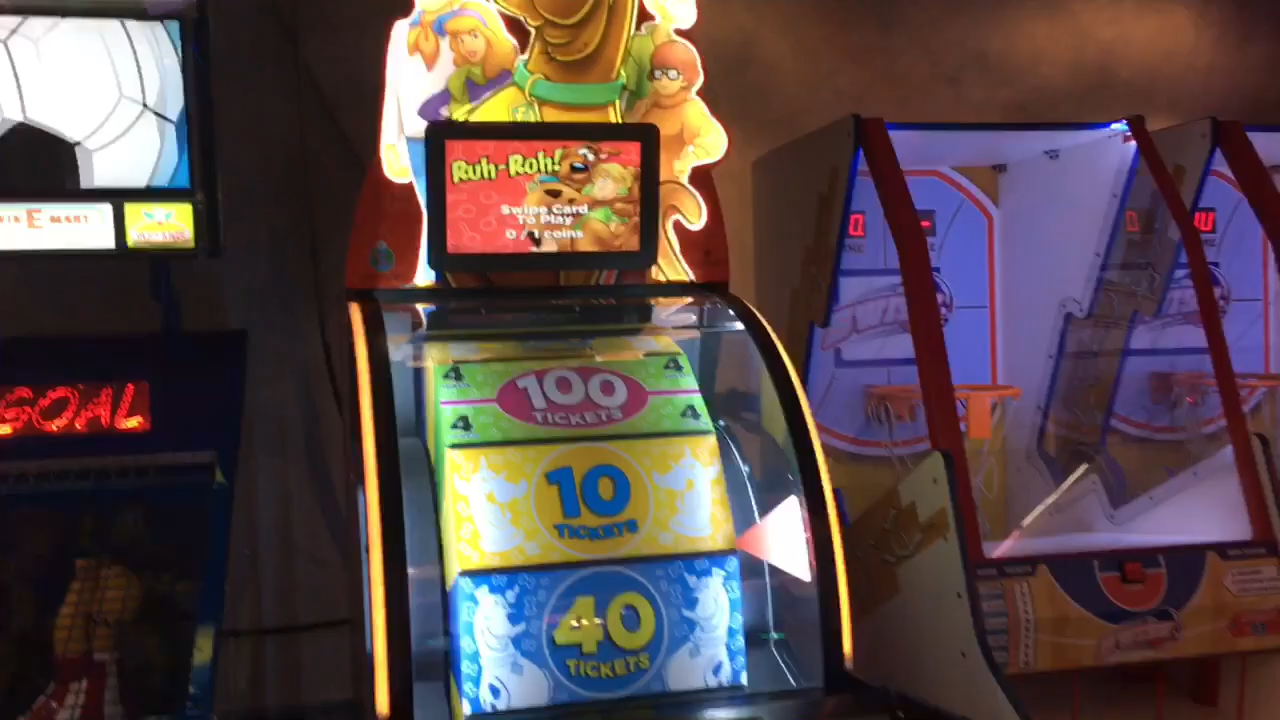 E MART
GOAL
Ruh-Roh!
Swipe Card
To Play
0 / 1 coins
4
4
100
TICKETS
4
4
10
TICKETS
40
TICKETS